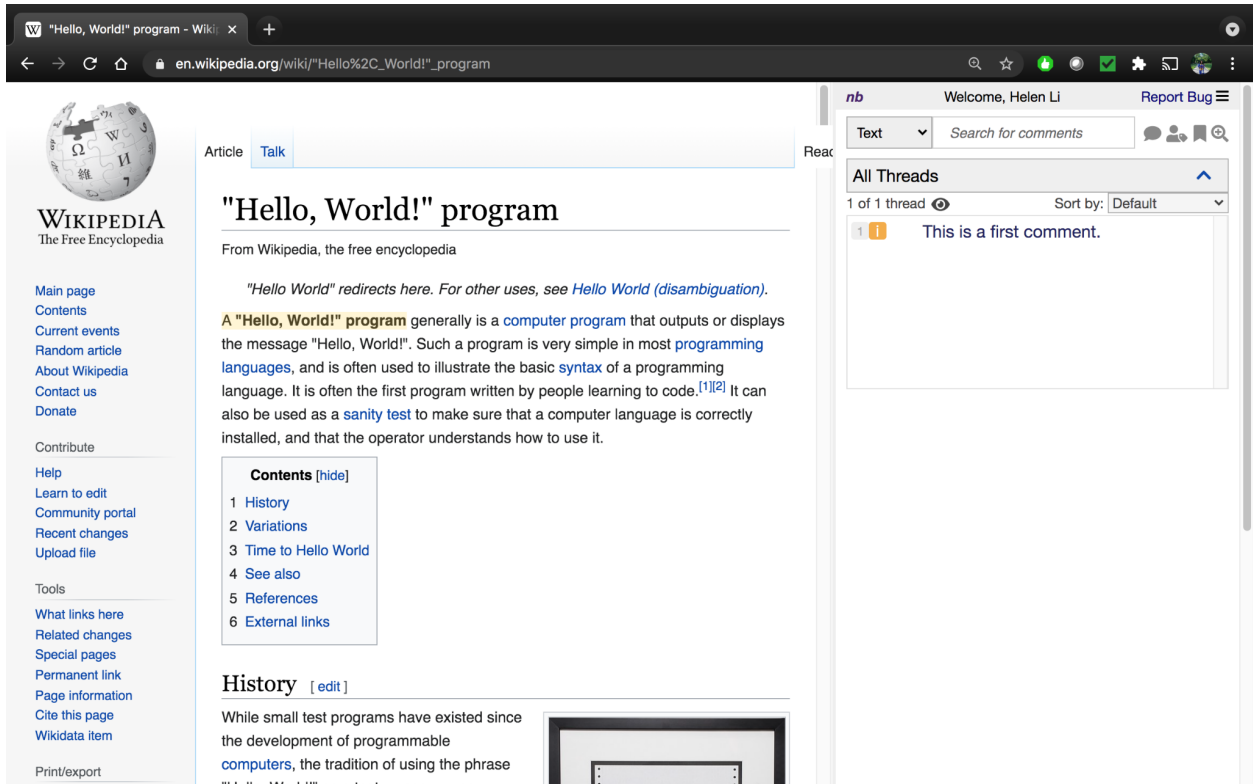 "Hello, World!" program - Wiki
en.wikipedia.org/wiki/"Hello%2C_World!"_program
WIKIPEDIA
The Free Encyclopedia
Main page
Contents
Current events
Random article
About Wikipedia
Contact us
Donate
Contribute
Help
Learn to edit
Community portal
Recent changes
Upload file
Tools
What links here
Related changes
Special pages
Permanent link
Page information
Cite this page
Wikidata item
Print/export
Article Talk Read
"Hello, World!" program
From Wikipedia, the free encyclopedia
"Hello World" redirects here. For other uses, see Hello World (disambiguation).
A "Hello, World!" program generally is a computer program that outputs or displays
the message "Hello, World!". Such a program is very simple in most programming
languages, and is often used to illustrate the basic syntax of a programming
language. It is often the first program written by people learning to code.[1][2] It can
also be used as a sanity test to make sure that a computer language is correctly
installed, and that the operator understands how to use it.
Contents [hide]
1 History
2 Variations
3 Time to Hello World
4 See also
5 References
6 External links
History [ edit ]
While small test programs have existed since
the development of programmable
computers, the tradition of using the phrase
nb Welcome, Helen Li Report Bug
Text Search for comments
All Threads
1 of 1 thread Sort by: Default
1 i This is a first comment.